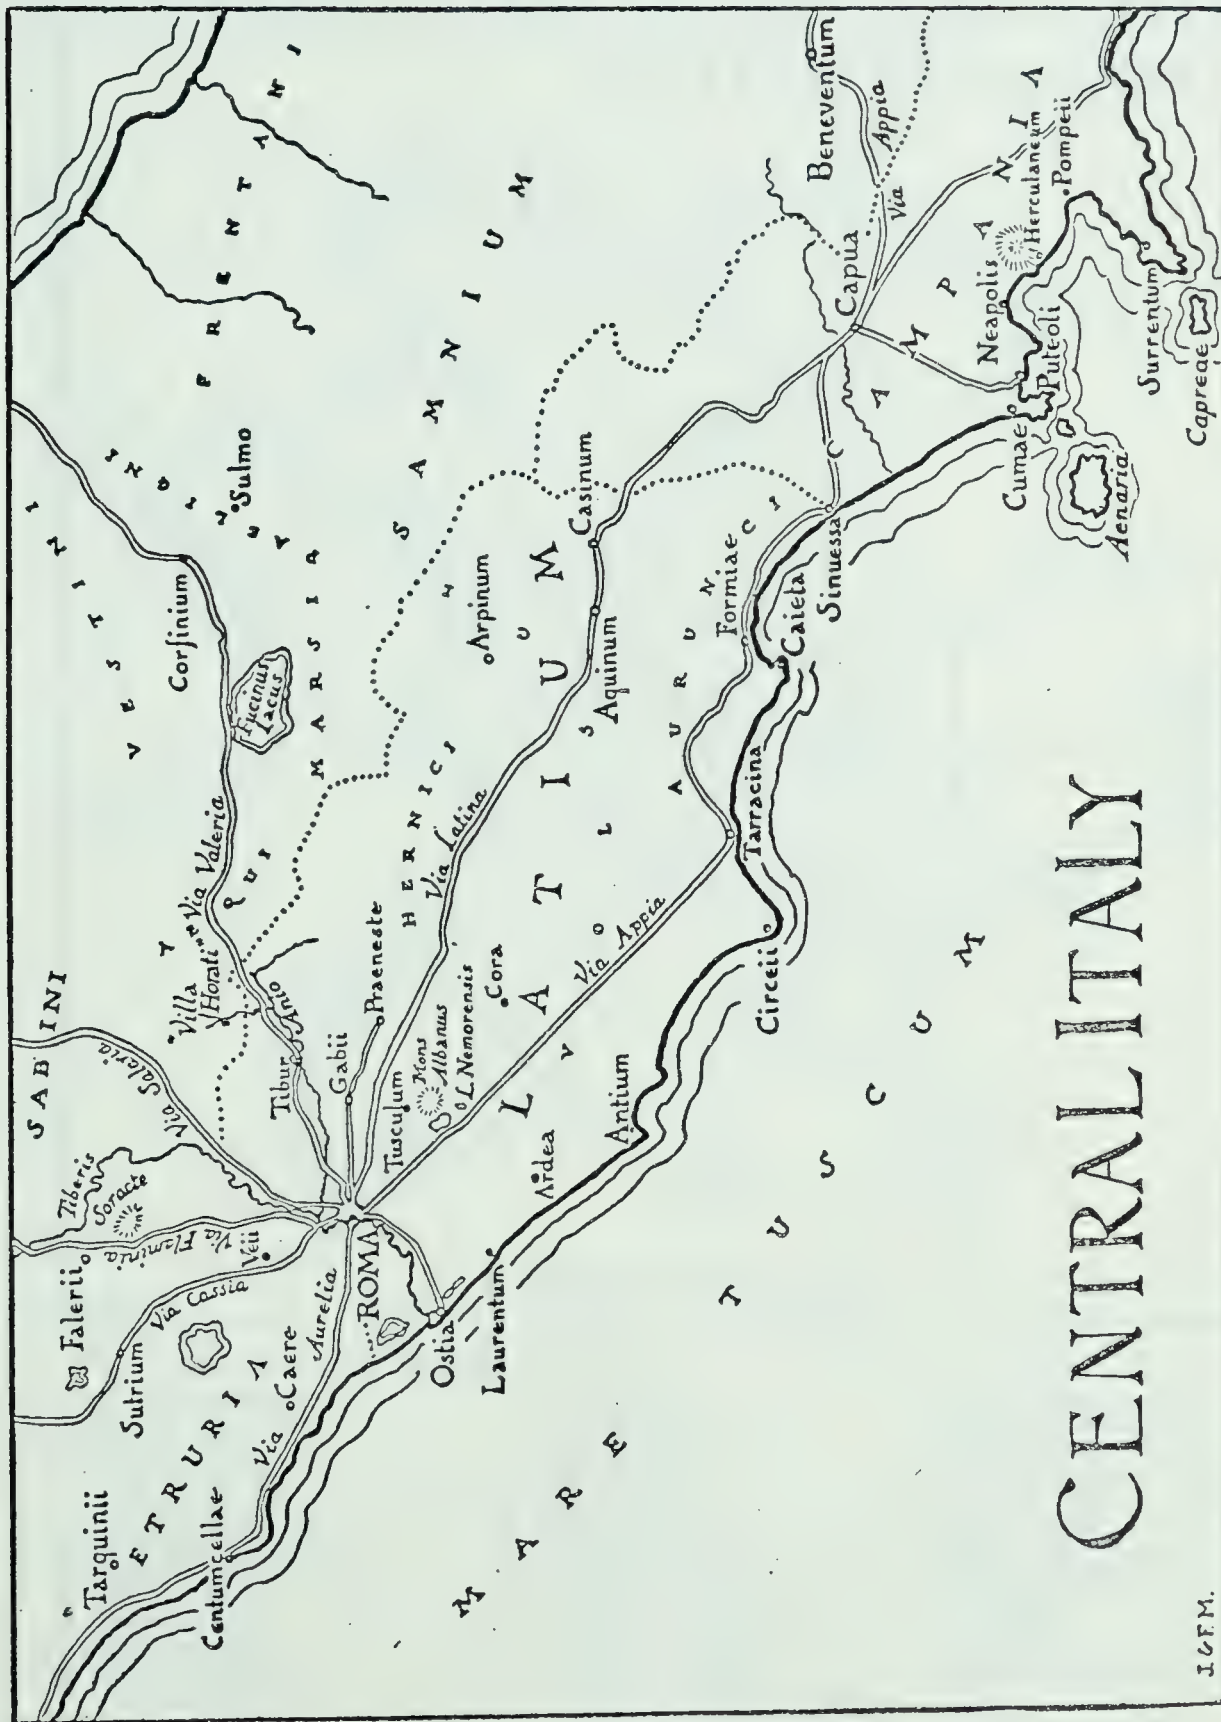 CENTRAL ITALY
SABINI
VESTINI
FRENTANI
PAELIGNI
MARSI
AEQUI
HERNICI
SAMNIUM
LATIUM
VOLSCI
AURUNCI
CAMPANIA
ETRURIA
MARE TUSCUM
Tarquinii
Centumcellae
Sutrium
Falerii
Tiberis
Soracte
Via Flaminia
Via Cassia
Via Salaria
Veii
Caere
Via Aurelia
ROMA
Ostia
Laurentum
Ardea
Antium
Circeii
Tarracina
Caieta
Formiae
Sinuessa
Tibur
Anio
Villa
Horati
Via Valeria
Gabii
Praeneste
Tusculum
Mons
Albanus
L. Nemorensis
Cora
Via Appia
Via Latina
Fucinus
Lacus
Corfinium
Sulmo
Arpinum
Aquinum
Casinum
Capua
Via Appia
Beneventum
Neapolis
Herculaneum
Pompeii
Puteoli
Cumae
Aenaria
Surrentum
Capreae
J.G.F.M.